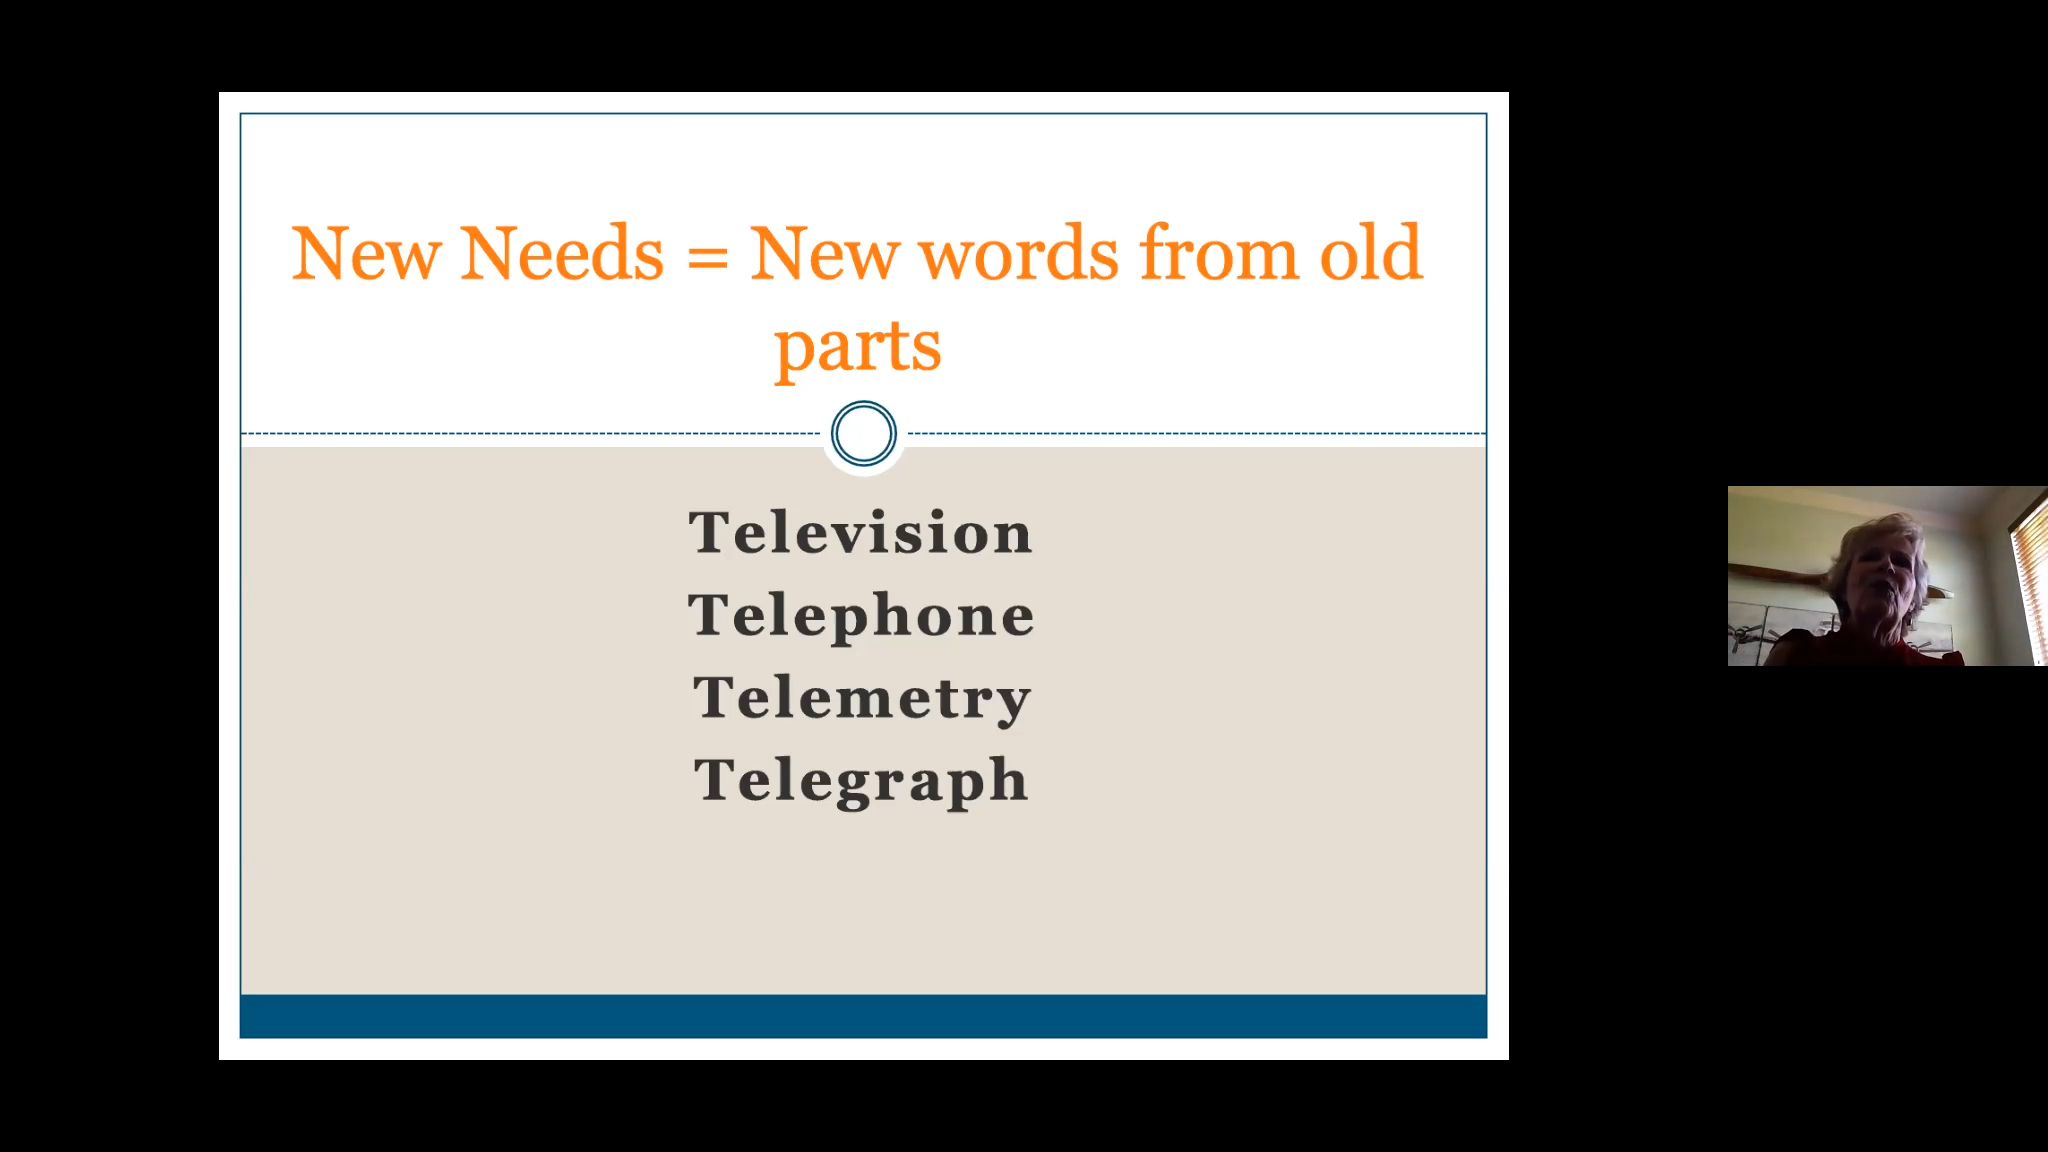 New Needs = New words from old
parts
Television
Telephone
Telemetry
Telegraph